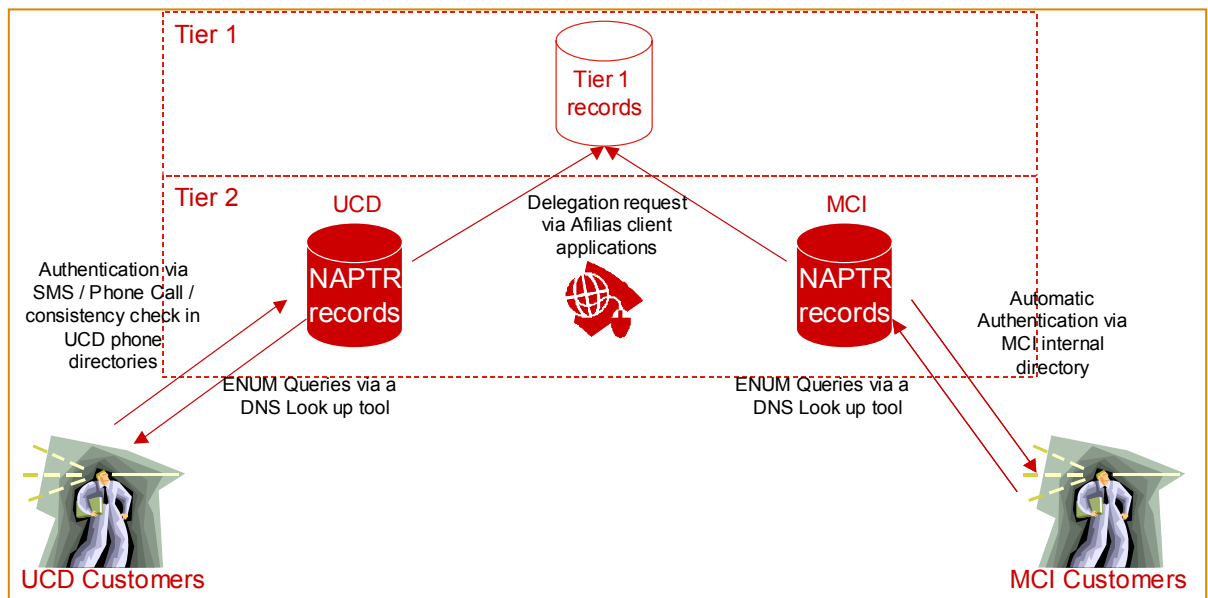 Tier 1
Tier 1
records
Tier 2
UCD
NAPTR
records
Delegation request
via Afilias client
applications
MCI
NAPTR
records
Authentication via
SMS / Phone Call /
consistency check in
UCD phone
directories
Automatic
Authentication via
MCI internal
directory
ENUM Queries via a
DNS Look up tool
ENUM Queries via a
DNS Look up tool
UCD Customers
MCI Customers